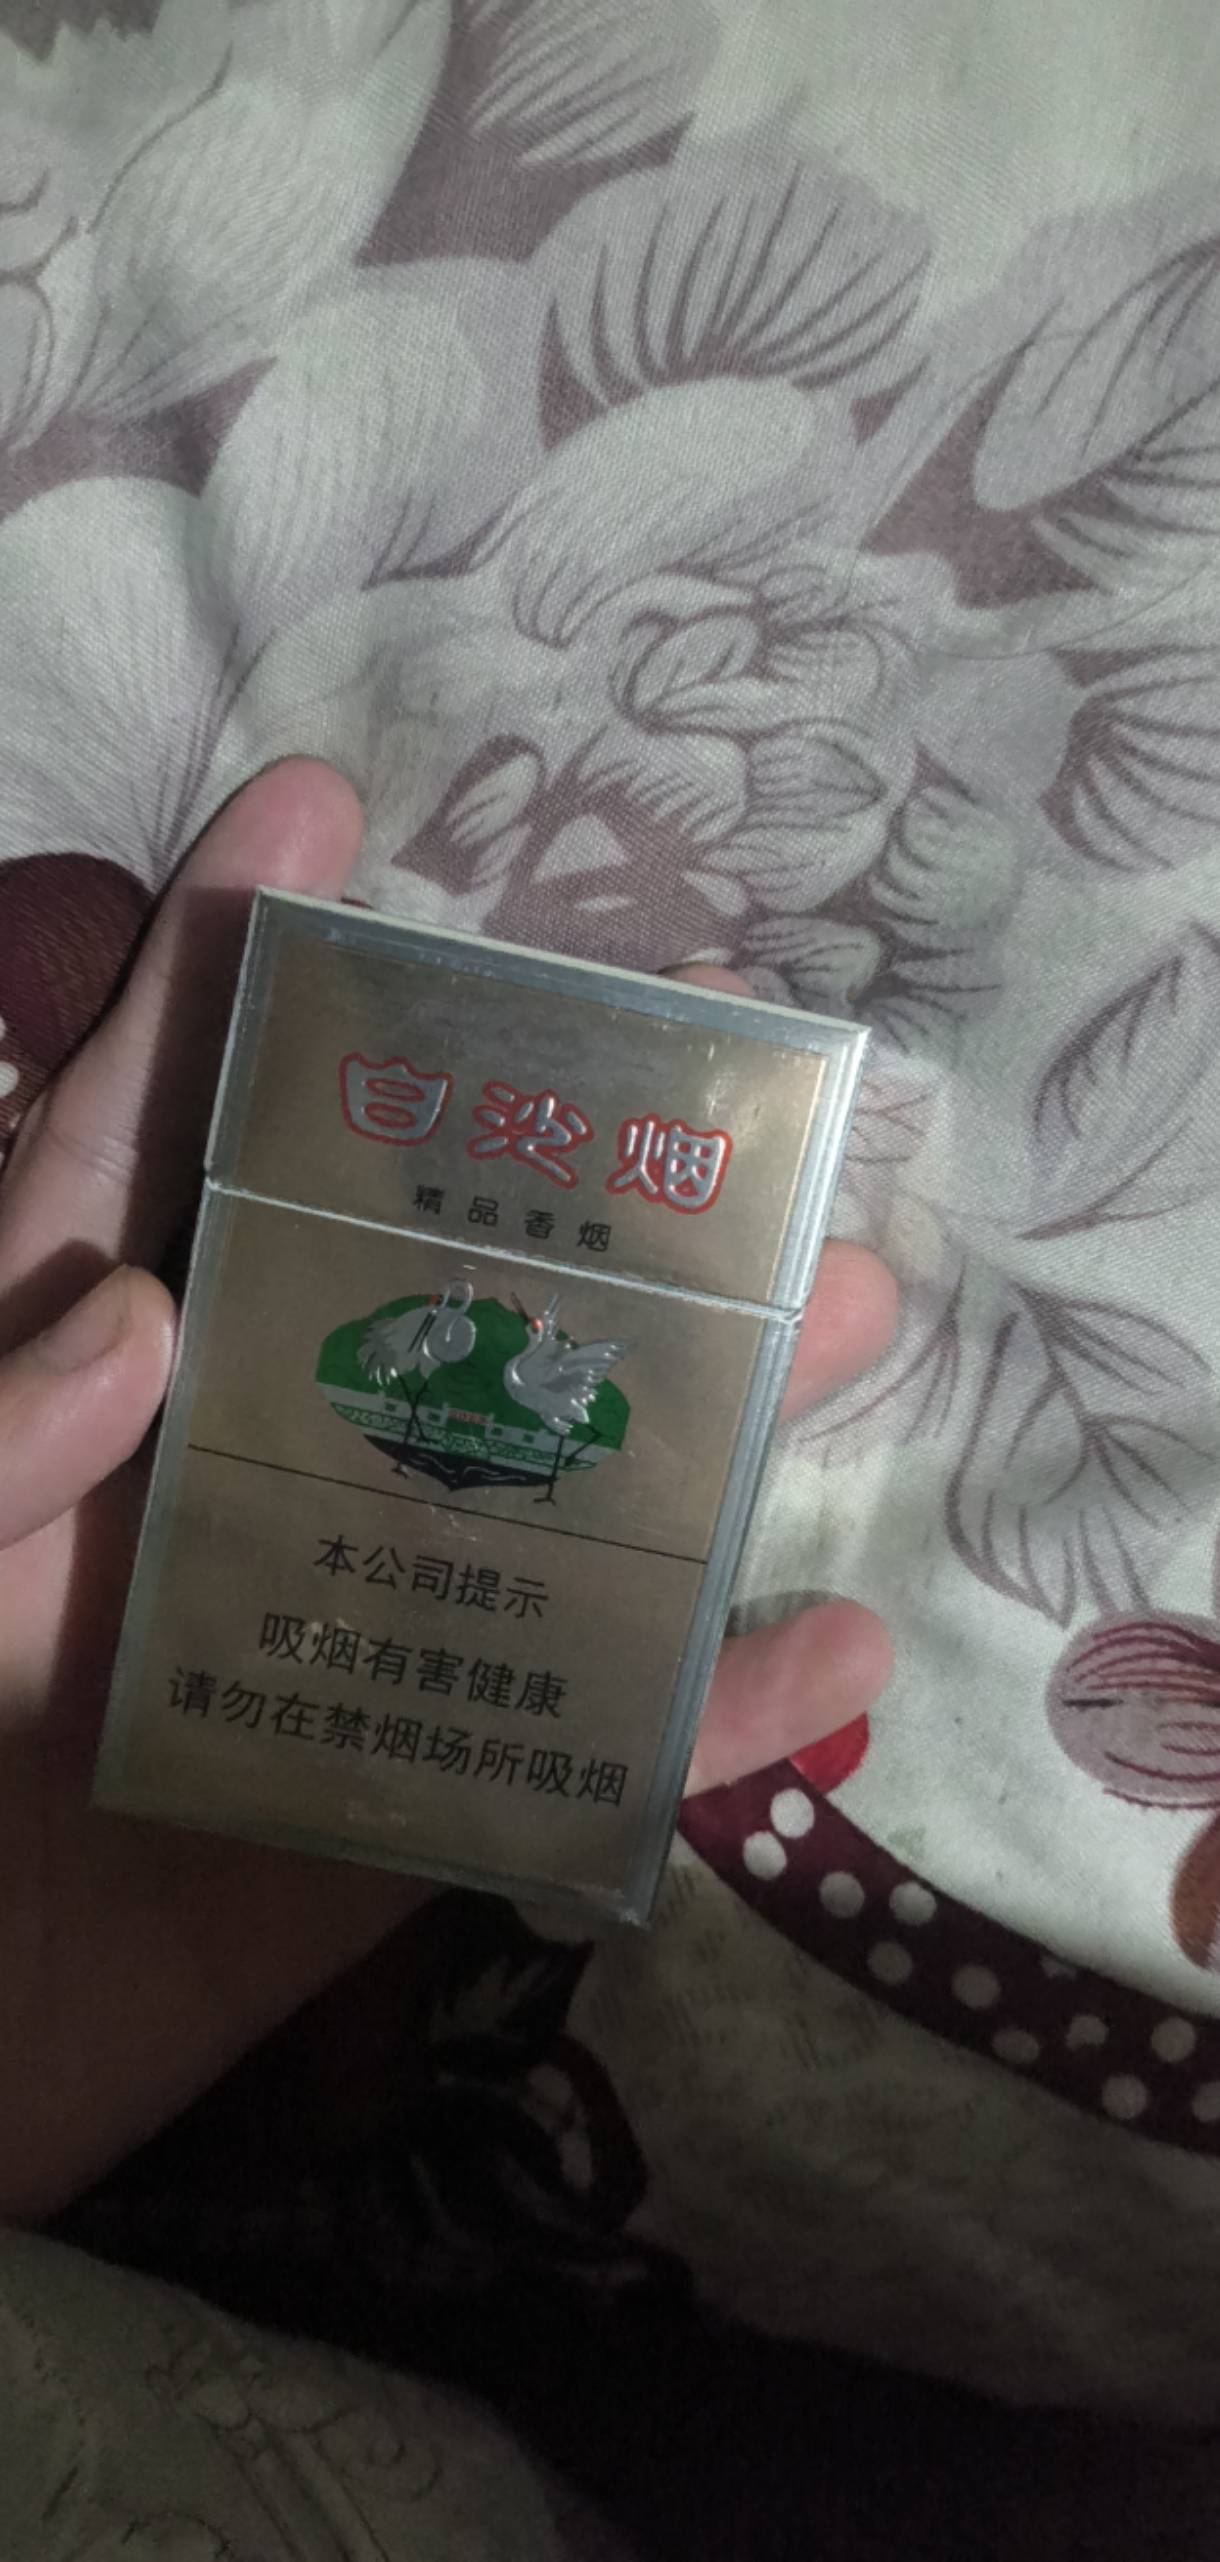 白沙烟
精品香烟
本公司提示
吸烟有害健康
请勿在禁烟场所吸烟